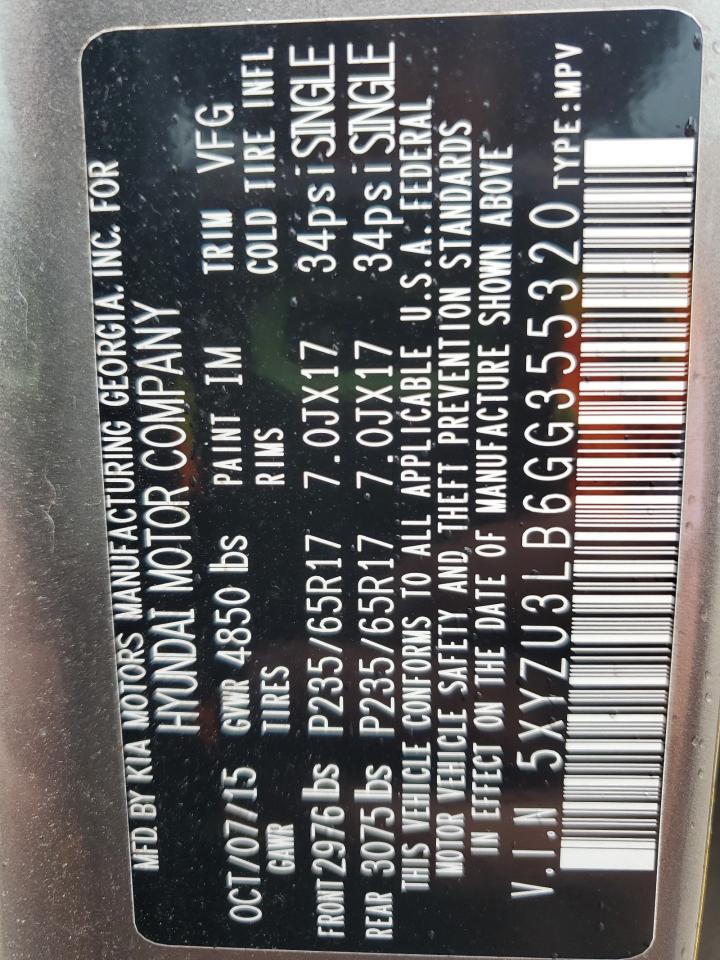 MFD. BY KIA MOTORS MANUFACTURING GEORGIA. INC. FOR
HYUNDAI MOTOR COMPANY
OCT/07/15 GVWR 4850 lbs PAINT IM TRIM VFG
GAWR TIRES RIMS COLD TIRE INFL
FRONT 2976 lbs P235/65R17 7.0JX17 34psi SINGLE
REAR 3075 lbs P235/65R17 7.0JX17 34psi SINGLE
THIS VEHICLE CONFORMS TO ALL APPLICABLE U.S.A. FEDERAL
MOTOR VEHICLE SAFETY AND THEFT PREVENTION STANDARDS
IN EFFECT ON THE DATE OF MANUFACTURE SHOWN ABOVE
V.I.N 5XYZU3LB6GG355320 TYPE:MPV